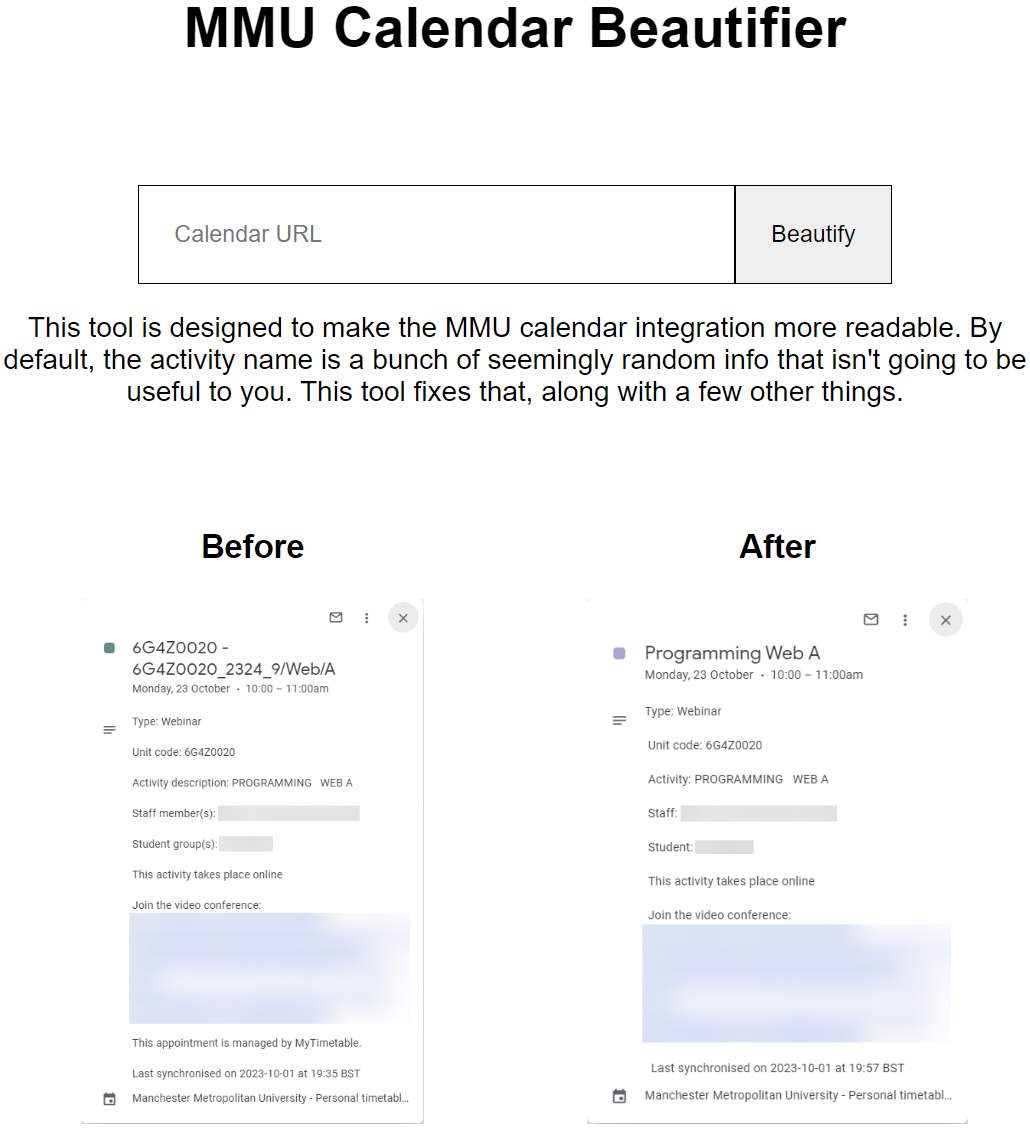 MMU Calendar Beautifier
Calendar URL
Beautify
This tool is designed to make the MMU calendar integration more readable. By
default, the activity name is a bunch of seemingly random info that isn't going to be
useful to you. This tool fixes that, along with a few other things.
Before
6G4Z0020 -
6G4Z0020_2324_9/Web/A
Monday, 23 October • 10:00 – 11:00am
Type: Webinar
Unit code: 6G4Z0020
Activity description: PROGRAMMING   WEB A
Staff member(s):
Student group(s):
This activity takes place online
Join the video conference:
This appointment is managed by MyTimetable.
Last synchronised on 2023-10-01 at 19:35 BST
Manchester Metropolitan University - Personal timetabl...
After
Programming Web A
Monday, 23 October • 10:00 – 11:00am
Type: Webinar
Unit code: 6G4Z0020
Activity: PROGRAMMING   WEB A
Staff:
Student:
This activity takes place online
Join the video conference:
Last synchronised on 2023-10-01 at 19:57 BST
Manchester Metropolitan University - Personal timetabl...